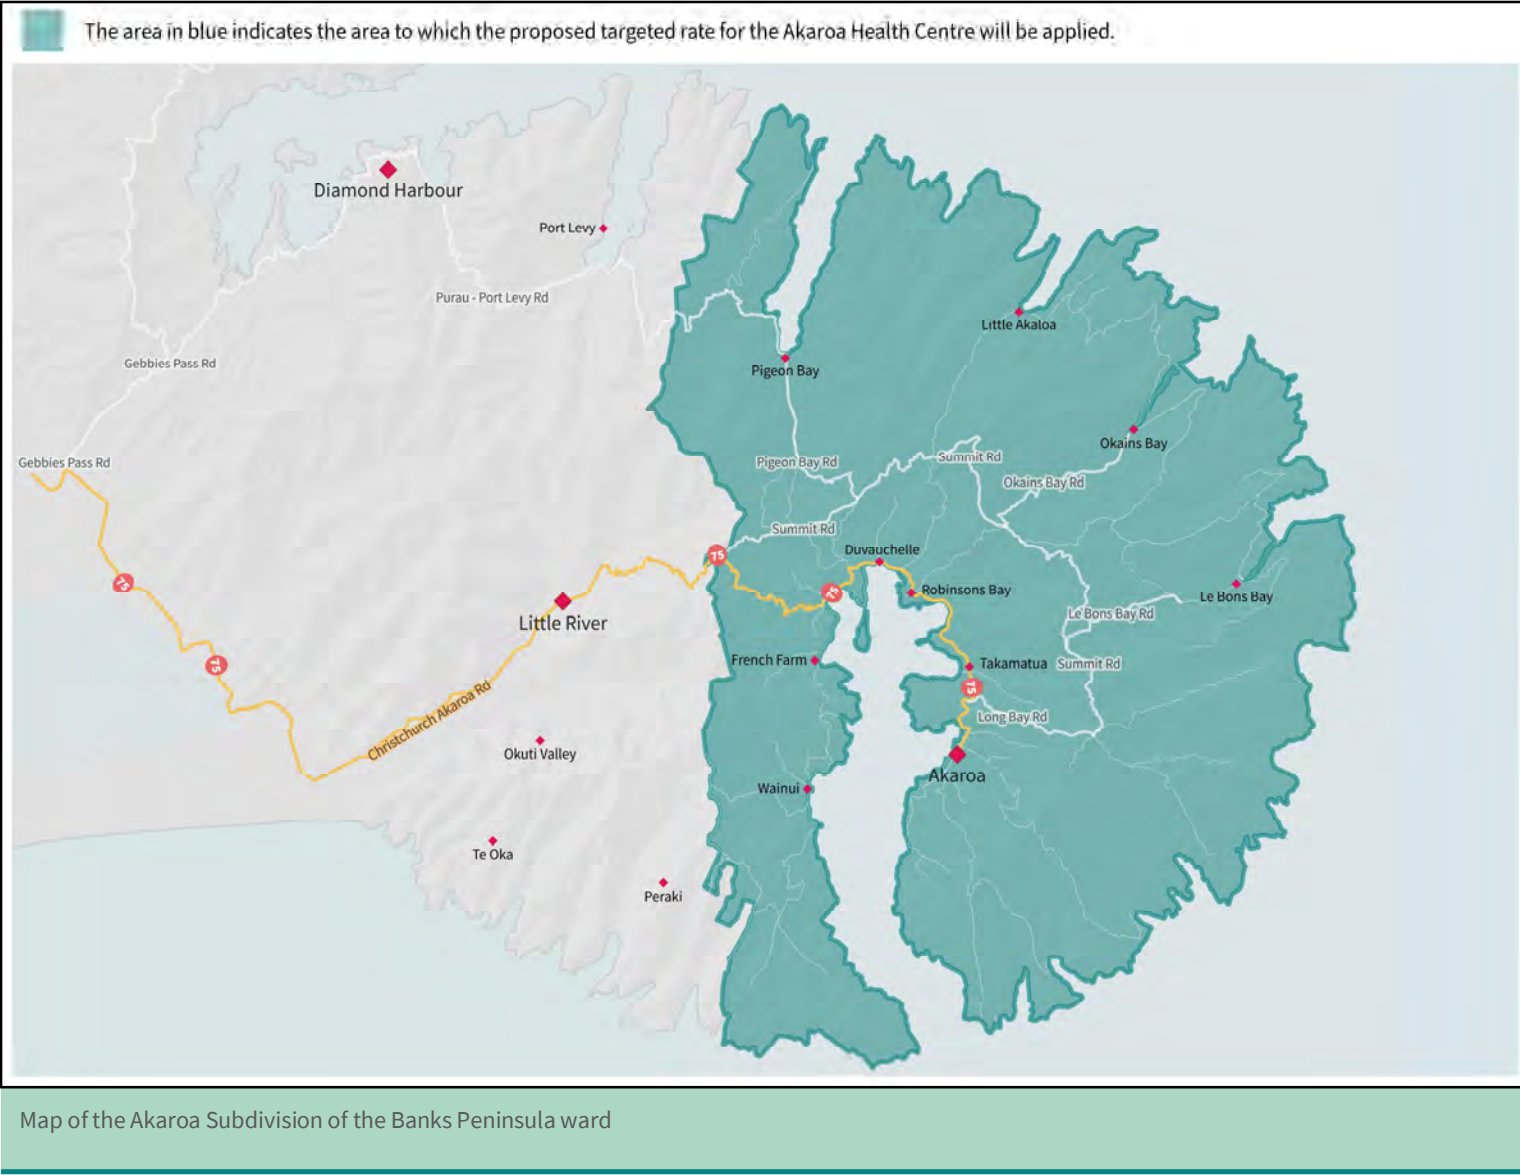 The area in blue indicates the area to which the proposed targeted rate for the Akaroa Health Centre will be applied.
Diamond Harbour
Port Levy
Purau - Port Levy Rd
Little Akaloa
Gebbies Pass Rd
Pigeon Bay
Okains Bay
Gebbies Pass Rd
Pigeon Bay Rd
Summit Rd
Okains Bay Rd
Summit Rd
Duvauchelle
75
75
75
Robinsons Bay
Le Bons Bay
Little River
Le Bons Bay Rd
75
French Farm
Takamatua
Summit Rd
75
Christchurch Akaroa Rd
Long Bay Rd
Okuti Valley
Akaroa
Wainui
Te Oka
Peraki
Map of the Akaroa Subdivision of the Banks Peninsula ward